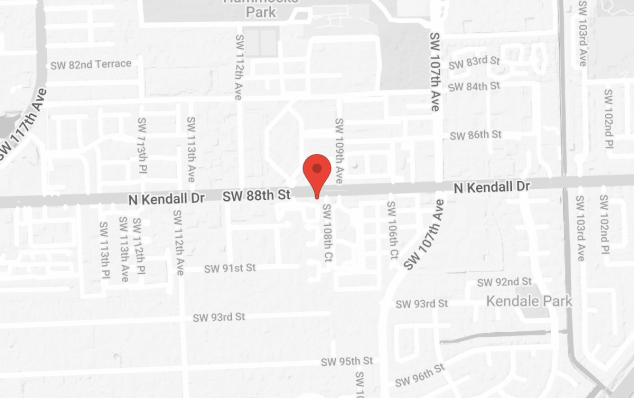 Hammocks
Park
SW 82nd Terrace
SW 112th Ave
SW 107th Ave
SW 83rd St
SW 84th St
SW 103rd Ave
SW 117th Ave
SW 113th Pl
SW 113th Ave
SW 109th Ave
SW 86th St
SW 102nd Pl
N Kendall Dr
SW 88th St
N Kendall Dr
SW 113th Pl
SW 113th Ave
SW 112th Pl
SW 112th Ave
SW 108th Ct
SW 106th Ct
SW 107th Ave
SW 103rd Ave
SW 102nd Pl
SW 91st St
SW 92nd St
Kendale Park
SW 93rd St
SW 93rd St
SW 95th St
SW 96th St